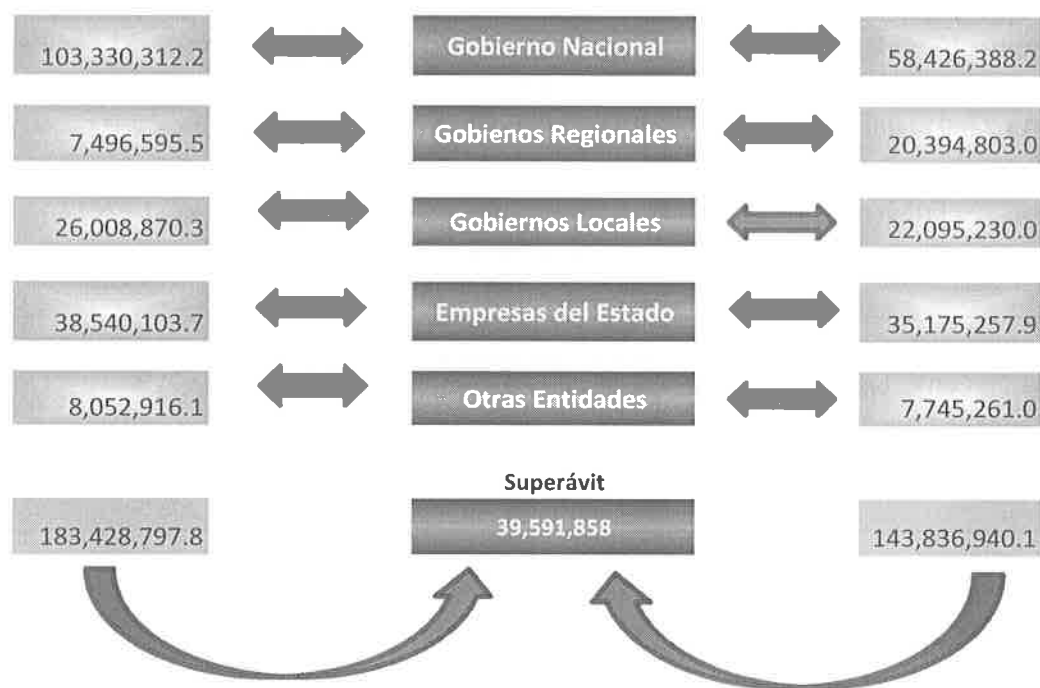 103,330,312.2 Gobierno Nacional 58,426,388.2
7,496,595.5 Gobienos Regionales 20,394,803.0
26,008,870.3 Gobiernos Locales 22,095,230.0
38,540,103.7 Empresas del Estado 35,175,257.9
8,052,916.1 Otras Entidades 7,745,261.0
Superávit
183,428,797.8 39,591,858 143,836,940.1